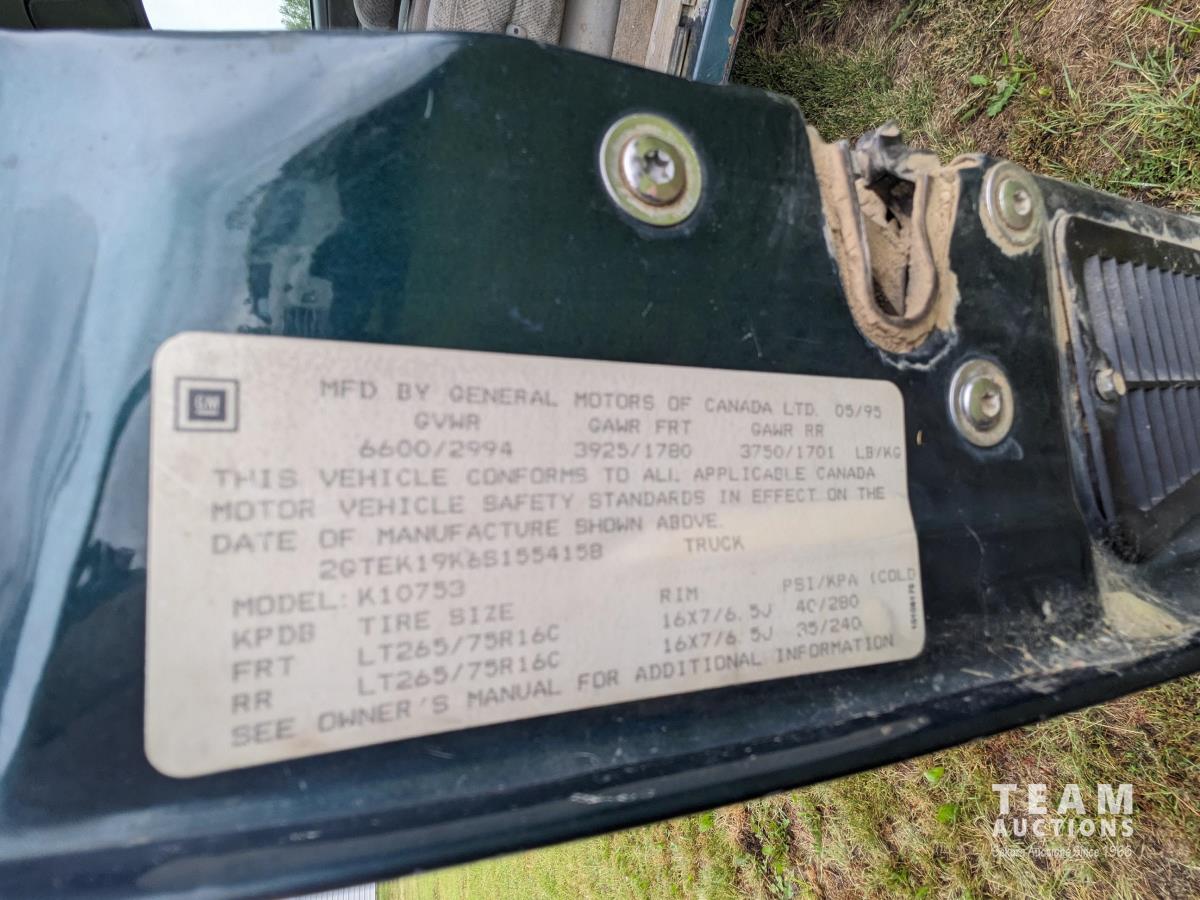 GM
MFD BY GENERAL MOTORS OF CANADA LTD. 05/95
GVWR GAWR FRT GAWR RR
6600/2994 3925/1780 3750/1701 LB/KG
THIS VEHICLE CONFORMS TO ALL APPLICABLE CANADA
MOTOR VEHICLE SAFETY STANDARDS IN EFFECT ON THE
DATE OF MANUFACTURE SHOWN ABOVE.
2GTEK19K6S1554158 TRUCK
MODEL: K10753
KPDB TIRE SIZE RIM PSI/KPA (COLD
FRT LT265/75R16C 16X7/6.5J 40/280
RR LT265/75R16C 16X7/6.5J 35/240
SEE OWNER'S MANUAL FOR ADDITIONAL INFORMATION
TEAM
AUCTIONS
Auctions Since 1966